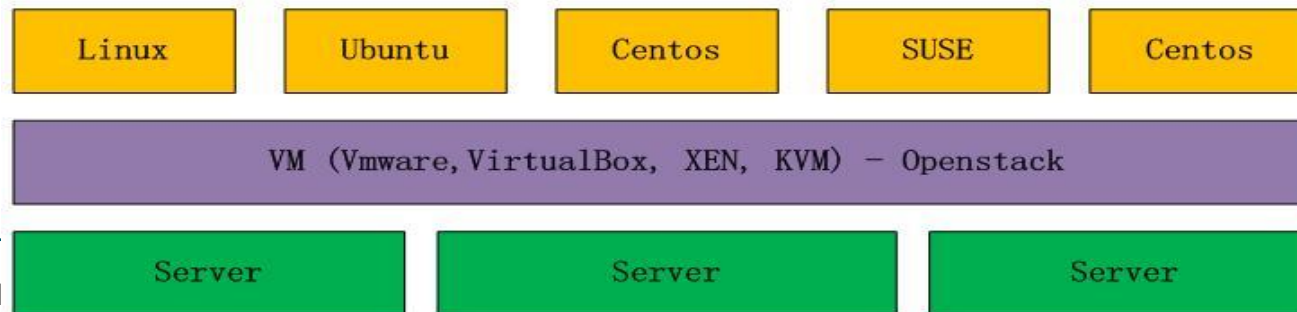 Linux Ubuntu Centos SUSE Centos
VM (Vmware,VirtualBox, XEN, KVM) - Openstack
Server Server Server